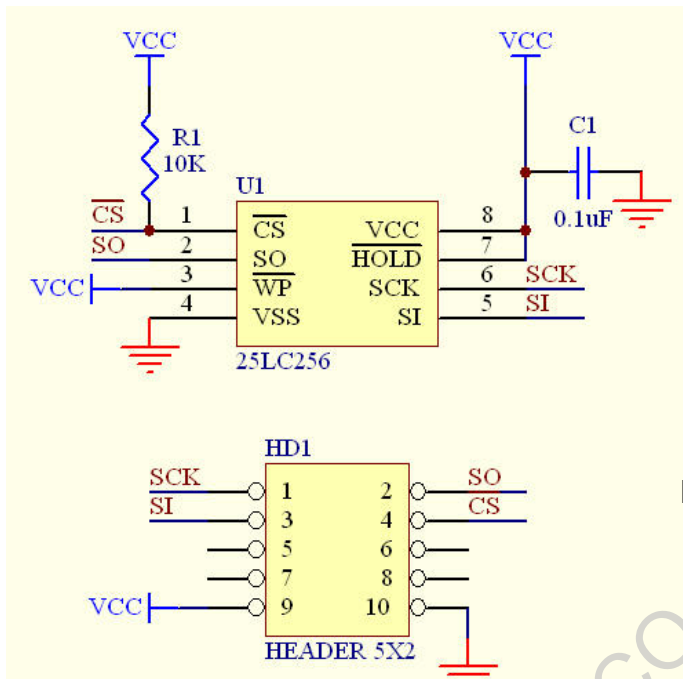 VCC
VCC
R1
10K
C1
0.1uF
U1
CS 1 CS VCC 8
SO 2 SO HOLD 7
VCC 3 WP SCK 6 SCK
4 VSS SI 5 SI
25LC256
HD1
SCK 1 2 SO
SI 3 4 CS
5 6
7 8
VCC 9 10
HEADER 5X2